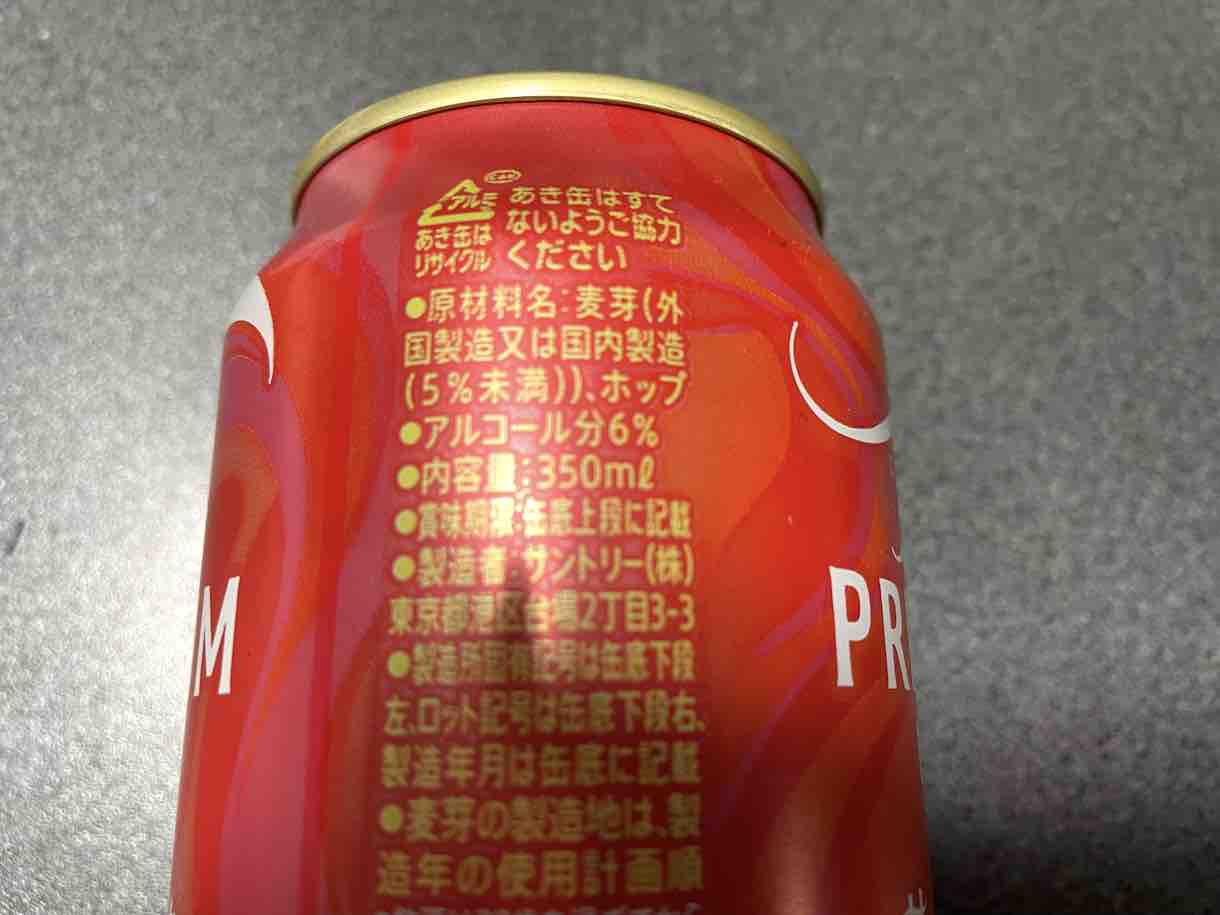 アルミ
あき缶は
リサイクル
あき缶はすて
ないようご協力
ください
●原材料名:麦芽(外
国製造又は国内製造
(5%未満))、ホップ
●アルコール分6%
●内容量:350mℓ
●賞味期限:缶底上段に記載
●製造者:サントリー(株)
東京都港区台場2丁目3-3
●製造所固有記号は缶底下段
左、ロット記号は缶底下段右、
製造年月は缶底に記載
●麦芽の製造地は、製
造年の使用計画順
M
PR